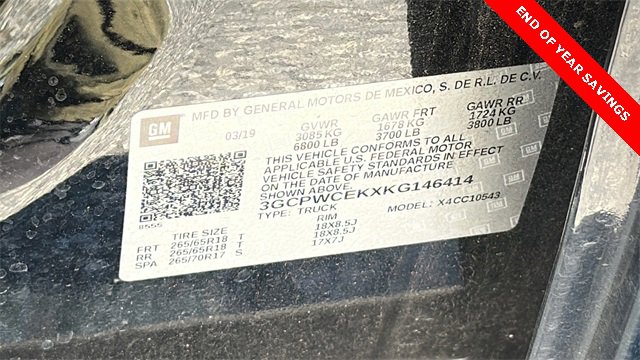 END OF YEAR SAVINGS
MFD BY GENERAL MOTORS DE MEXICO, S. DE R.L. DE C.V.
GM
03/19
GVWR GAWR FRT GAWR RR
3085 KG 1678 KG 1724 KG
6800 LB 3700 LB 3800 LB
THIS VEHICLE CONFORMS TO ALL
APPLICABLE U.S. FEDERAL MOTOR
VEHICLE SAFETY STANDARDS IN EFFECT
ON THE DATE OF MANUFACTURE
SHOWN ABOVE.
3GCPWCEKXKG146414
TYPE: TRUCK MODEL: X4CC10543
8555
TIRE SIZE RIM
FRT 265/65R18 T 18X8.5J
RR 265/65R18 T 18X8.5J
SPA 265/70R17 S 17X7J